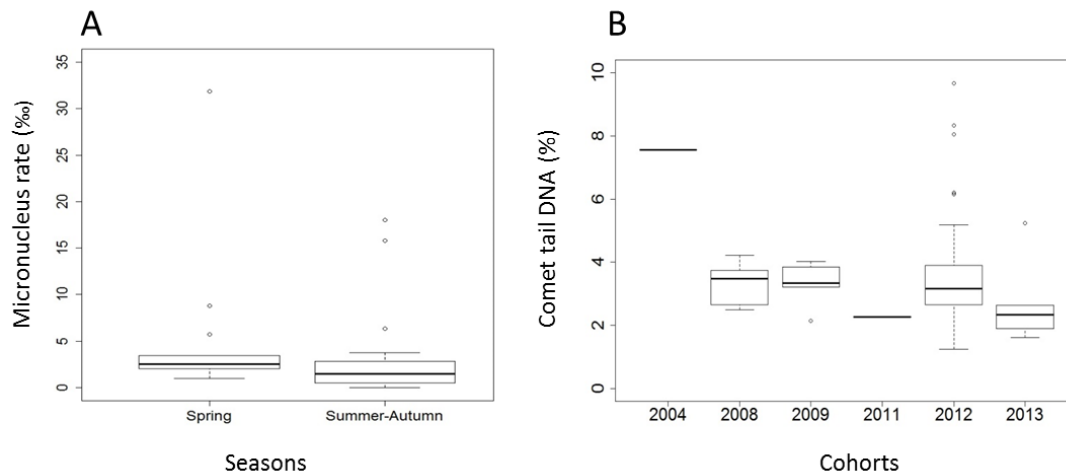 A
Micronucleus rate (‰)
35
30
25
20
15
10
5
0
Spring
Summer-Autumn
Seasons
B
Comet tail DNA (%)
10
8
6
4
2
0
2004
2008
2009
2011
2012
2013
Cohorts